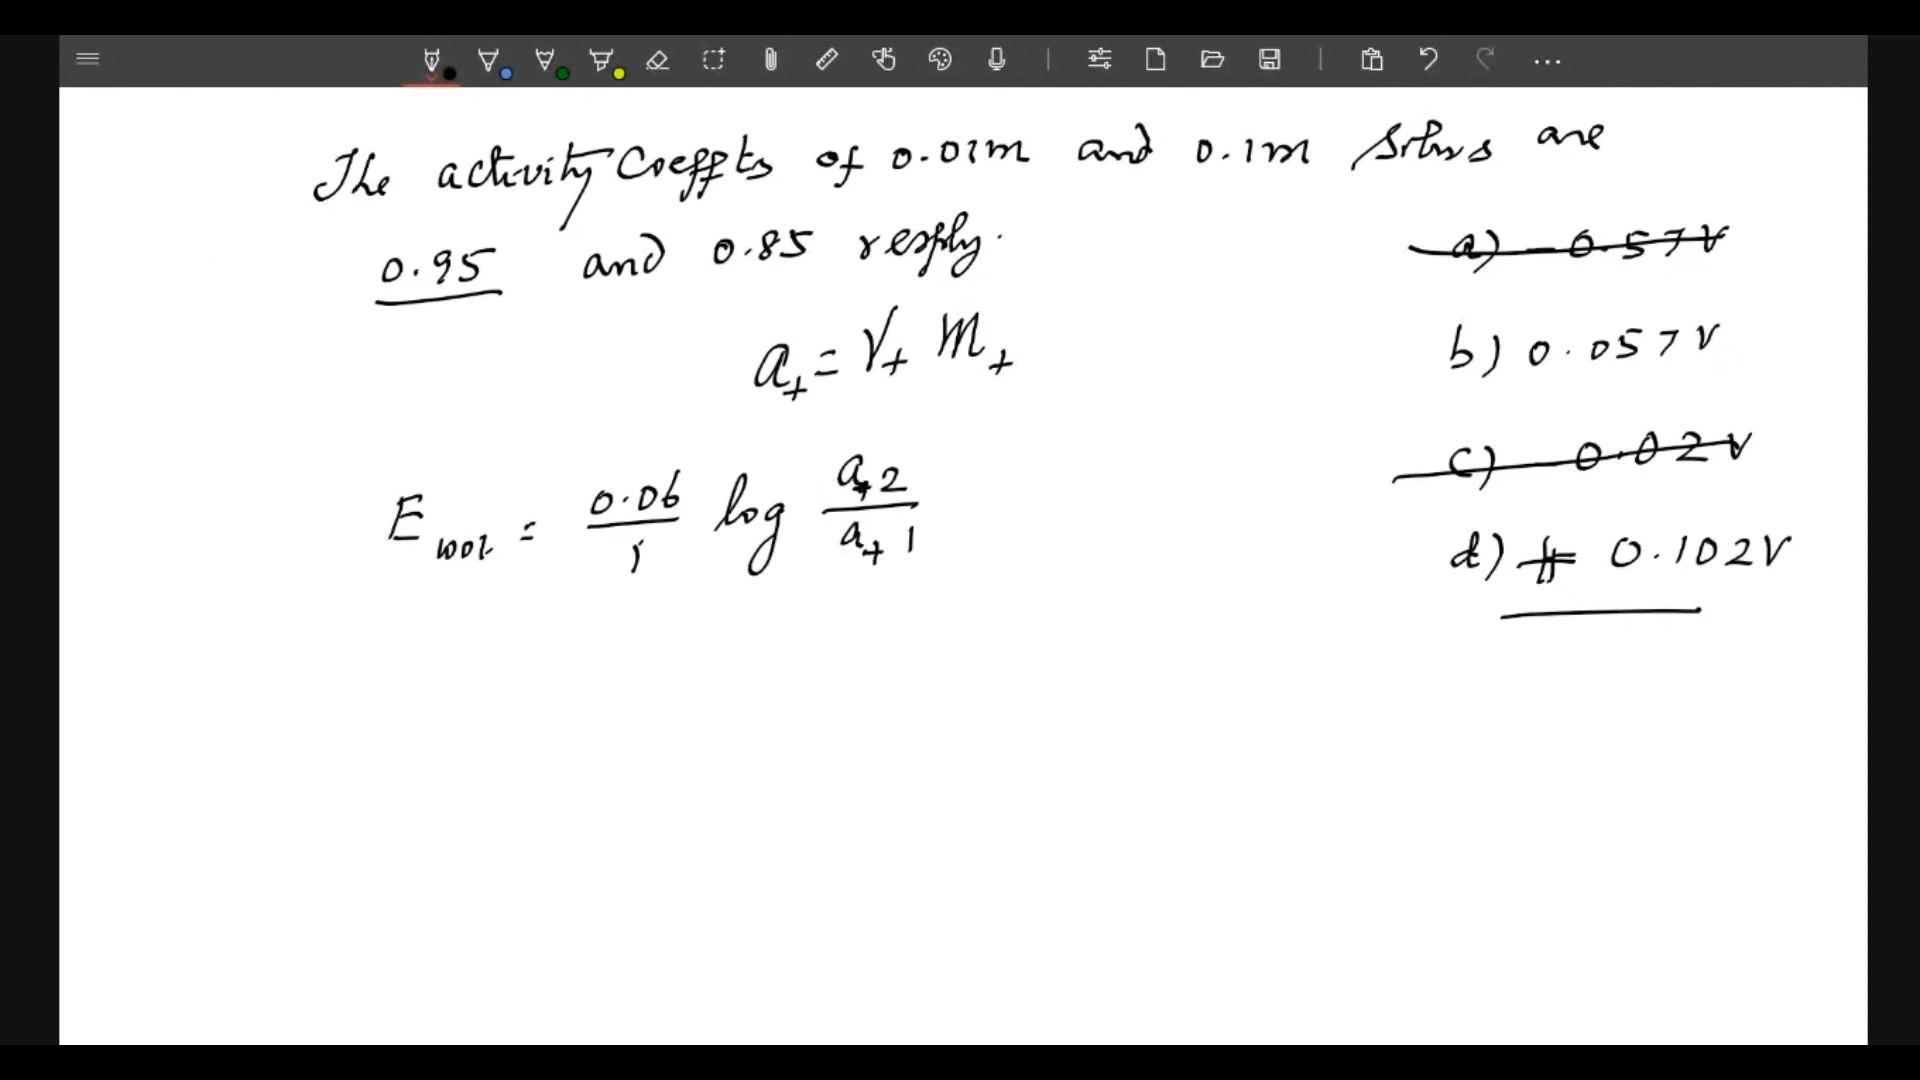 The activity Coeffts of 0.01m and 0.1m Solns are
0.95 and 0.85 resply.
a) - 0.57V
b) 0.057V
a₊ = γ₊ m₊
c) - 0.02V
E = 0.06/1 log a₊2/a₊1
d) 0.102V